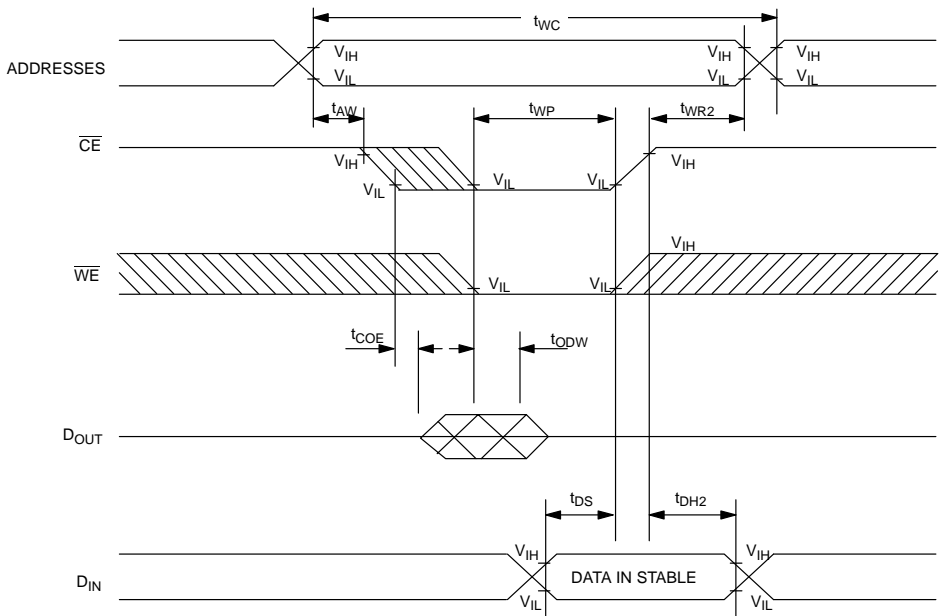 tWC
ADDRESSES
VIH
VIL
VIH
VIL
VIH
VIL
tAW
tWP
tWR2
CE
VIH
VIL
VIL
VIL
VIH
WE
VIL
VIL
VIH
tCOE
tODW
DOUT
tDS
tDH2
DIN
VIH
VIL
DATA IN STABLE
VIH
VIL